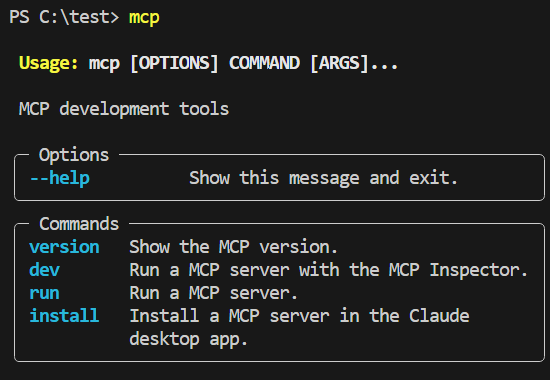 PS C:\test> mcp
Usage: mcp [OPTIONS] COMMAND [ARGS]...
MCP development tools
Options
--help Show this message and exit.
Commands
version Show the MCP version.
dev Run a MCP server with the MCP Inspector.
run Run a MCP server.
install Install a MCP server in the Claude
desktop app.